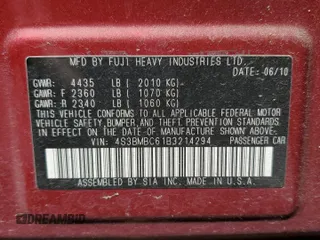 MFD. BY FUJI HEAVY INDUSTRIES LTD.
DATE: 06/10
GVWR: 4435 LB ( 2010 KG)
GAWR: F 2360 LB ( 1070 KG)
GAWR: R 2340 LB ( 1060 KG)
THIS VEHICLE CONFORMS TO ALL APPLICABLE FEDERAL MOTOR
VEHICLE SAFETY, BUMPER, AND THEFT PREVENTION STANDARDS
IN EFFECT ON THE DATE OF MANUFACTURE SHOWN ABOVE.
VIN: 4S3BMBC61B3214294
PASSENGER CAR
ASSEMBLED BY SIA INC. MADE IN U.S.A.
© DREAMBID.COM